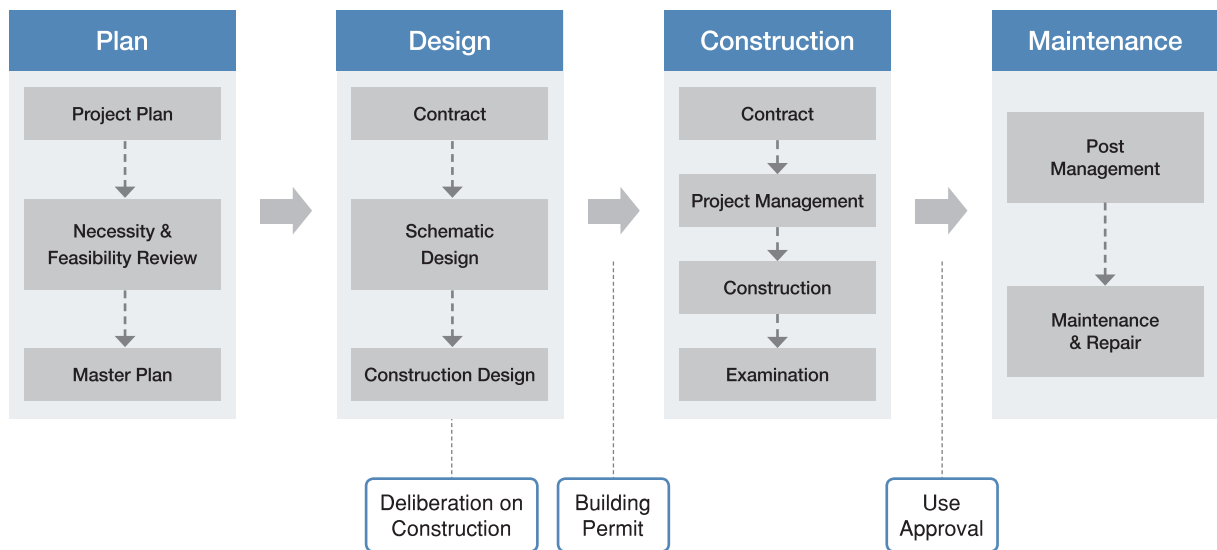 Plan
Project Plan
Necessity &
Feasibility Review
Master Plan
Design
Contract
Schematic
Design
Construction Design
Construction
Contract
Project Management
Construction
Examination
Maintenance
Post
Management
Maintenance
& Repair
Deliberation on
Construction
Building
Permit
Use
Approval